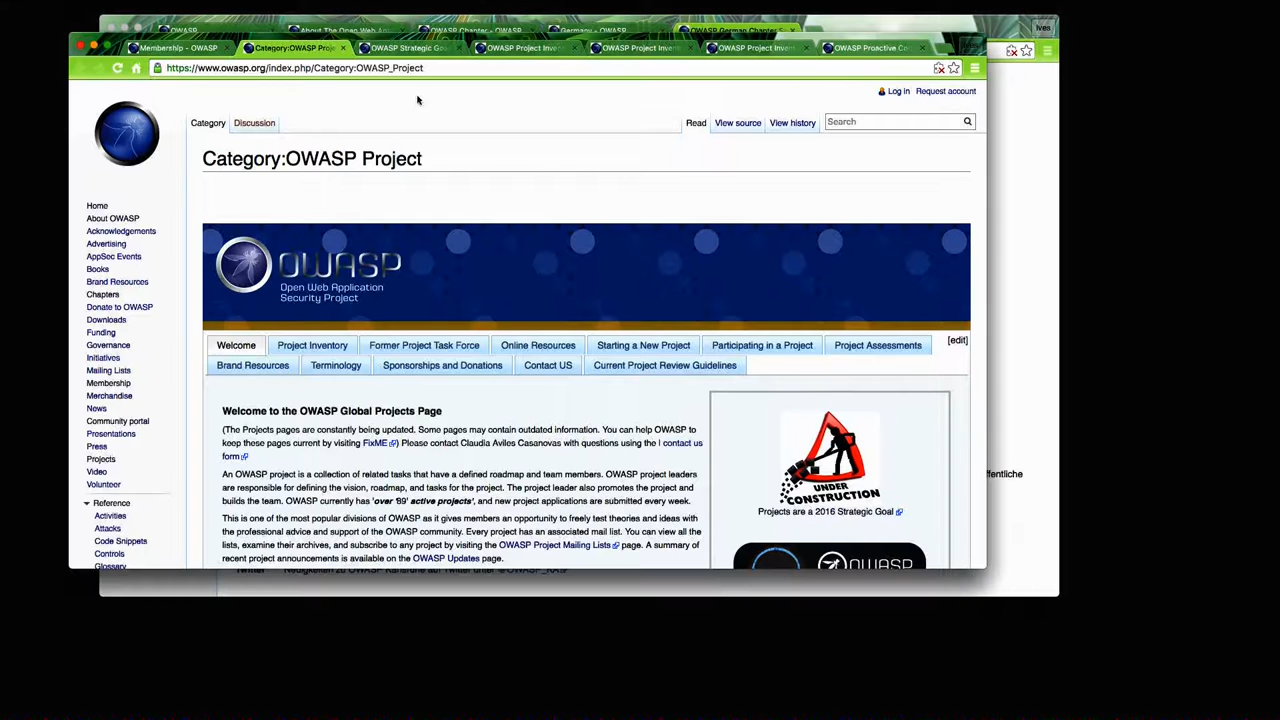 OWASP Chapter - OWASP
Germany - OWASP
Ives
Membership - OWASP
Category:OWASP Proje
OWASP Strategic Go
OWASP Project Inven
OWASP Project Inven
OWASP Project Inven
OWASP Proactive Co
https://www.owasp.org/index.php/Category:OWASP_Project
Log in Request account
Category Discussion Read View source View history Search
Category:OWASP Project
Home
About OWASP
Acknowledgements
Advertising
AppSec Events
Books
Brand Resources
Chapters
Donate to OWASP
Downloads
Funding
Governance
Initiatives
Mailing Lists
Membership
Merchandise
News
Community portal
Presentations
Press
Projects
Video
Volunteer
Reference
Activities
Attacks
Code Snippets
Controls
Glossary
OWASP
Open Web Application
Security Project
Welcome Project Inventory Former Project Task Force Online Resources Starting a New Project Participating in a Project Project Assessments
[edit]
Brand Resources Terminology Sponsorships and Donations Contact US Current Project Review Guidelines
Welcome to the OWASP Global Projects Page
(The Projects pages are constantly being updated. Some pages may contain outdated information. You can help OWASP to
keep these pages current by visiting FixME) Please contact Claudia Aviles Casanovas with questions using the l contact us
form
An OWASP project is a collection of related tasks that have a defined roadmap and team members. OWASP project leaders
are responsible for defining the vision, roadmap, and tasks for the project. The project leader also promotes the project and
builds the team. OWASP currently has 'over '89' active projects', and new project applications are submitted every week.
This is one of the most popular divisions of OWASP as it gives members an opportunity to freely test theories and ideas with
the professional advice and support of the OWASP community. Every project has an associated mail list. You can view all the
lists, examine their archives, and subscribe to any project by visiting the OWASP Project Mailing Lists page. A summary of
recent project announcements is available on the OWASP Updates page.
UNDER
CONSTRUCTION
Projects are a 2016 Strategic Goal
OWASP
ffentliche